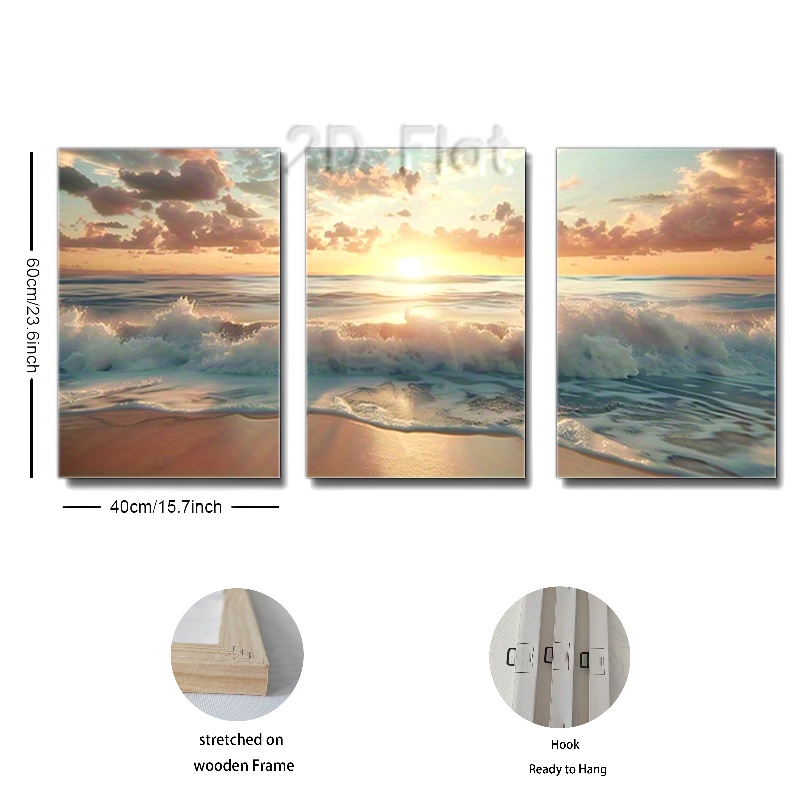 2D Flat
60cm/23.6inch
40cm/15.7inch
stretched on
wooden Frame
Hook
Ready to Hang